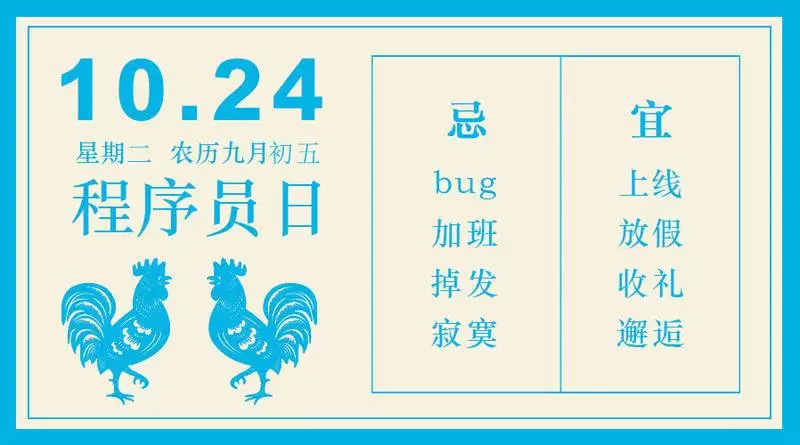 10.24
星期二 农历九月初五
程序员日
忌
bug
加班
掉发
寂寞
宜
上线
放假
收礼
邂逅